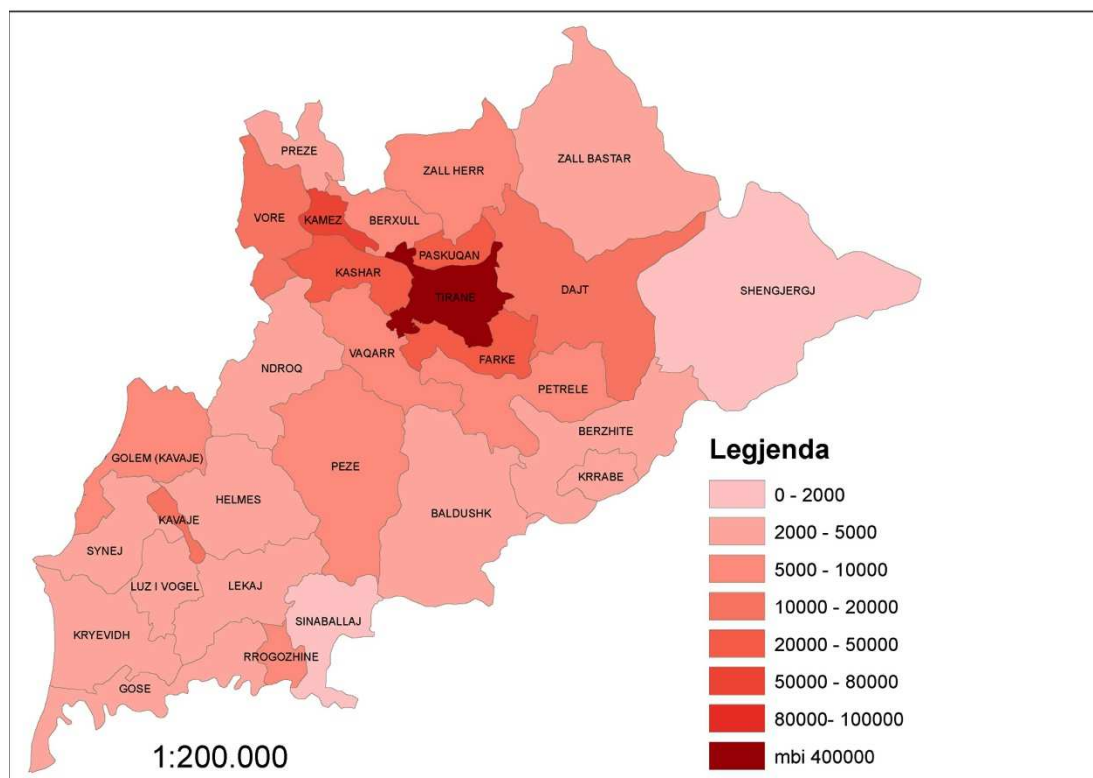 PREZE
ZALL HERR
ZALL BASTAR
VORE
KAMEZ
BERXULL
PASKUQAN
KASHAR
TIRANE
DAJT
SHENGJERGJ
VAQARR
FARKE
NDROQ
PETRELE
BERZHITE
GOLEM (KAVAJE)
PEZE
KRRABE
HELMES
BALDUSHK
KAVAJE
SYNEJ
LUZ I VOGEL
LEKAJ
SINABALLAJ
KRYEVIDH
RROGOZHINE
GOSE
1:200.000
Legjenda
0 - 2000
2000 - 5000
5000 - 10000
10000 - 20000
20000 - 50000
50000 - 80000
80000- 100000
mbi 400000